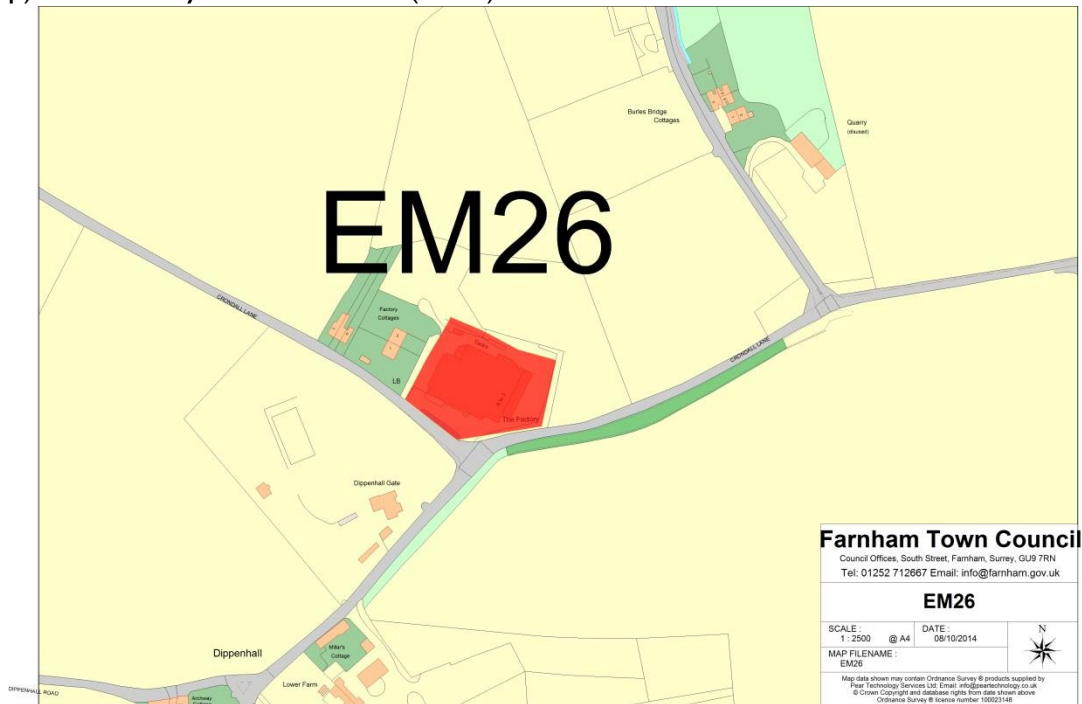 EM26
Burles Bridge
Cottages
Quarry
(disused)
CRONDALL LANE
Factory
Cottages
LB
Tanks
The Factory
CRONDALL LANE
Dippenhall Gate
Dippenhall
Millar's
Cottage
Lower Farm
DIPPENHALL ROAD
Archway
Farnham Town Council
Council Offices, South Street, Farnham, Surrey, GU9 7RN
Tel: 01252 712667 Email: info@farnham.gov.uk
EM26
SCALE :
1 : 2500 @ A4
DATE :
08/10/2014
N
MAP FILENAME :
EM26
Map data shown may contain Ordnance Survey ® products supplied by
Pear Technology Services Ltd; Email: info@peartechnology.co.uk
© Crown Copyright and database rights from date shown above
Ordnance Survey ® licence number 100023148